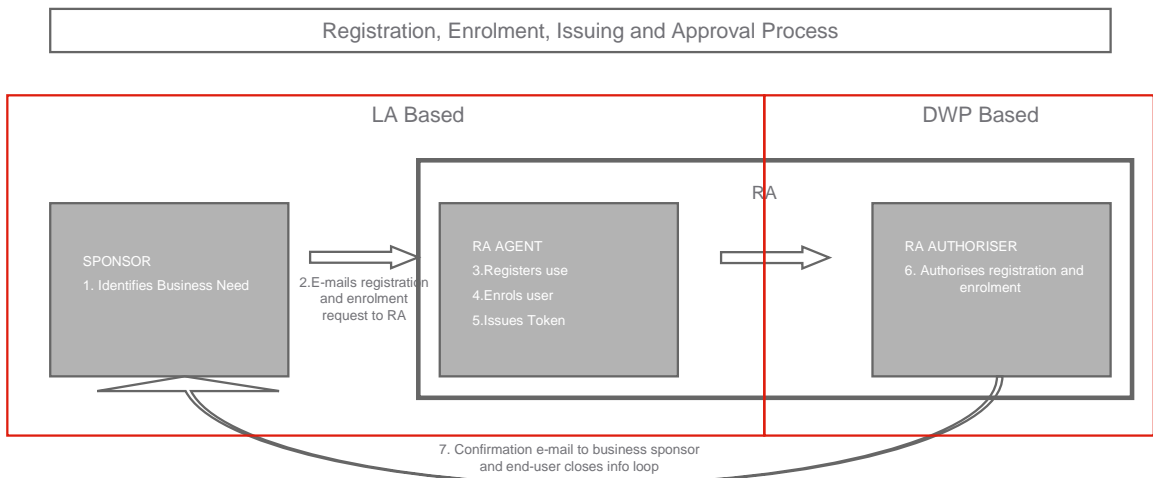 Registration, Enrolment, Issuing and Approval Process
LA Based
DWP Based
RA
SPONSOR
1. Identifies Business Need
2.E-mails registration
and enrolment
request to RA
RA AGENT
3.Registers use
4.Enrols user
5.Issues Token
RA AUTHORISER
6. Authorises registration and
enrolment
7. Confirmation e-mail to business sponsor
and end-user closes info loop